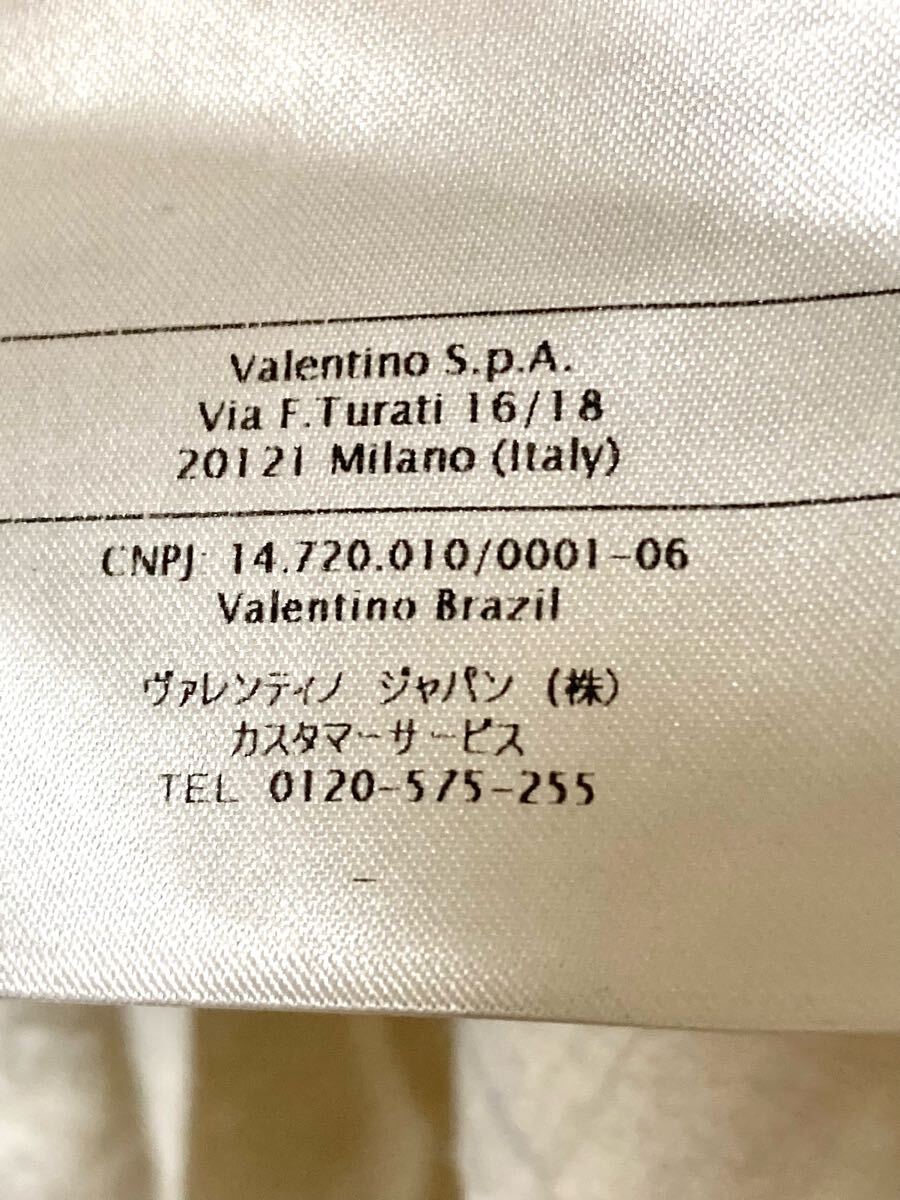 Valentino S.p.A.
Via F.Turati 16/18
20121 Milano (Italy)
CNPJ: 14.720.010/0001-06
Valentino Brazil
ヴァレンティノ ジャパン (株)
カスタマーサービス
TEL 0120-575-255